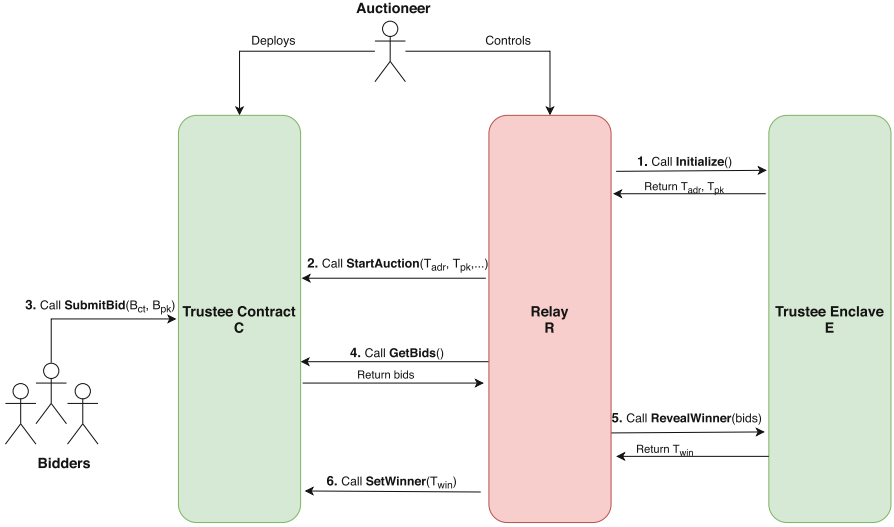 Auctioneer
Deploys
Controls
1. Call Initialize()
Return T_adr, T_pk
2. Call StartAuction(T_adr, T_pk,...)
3. Call SubmitBid(B_ct, B_pk)
Trustee Contract
C
Relay
R
Trustee Enclave
E
4. Call GetBids()
Return bids
5. Call RevealWinner(bids)
Return T_win
Bidders
6. Call SetWinner(T_win)